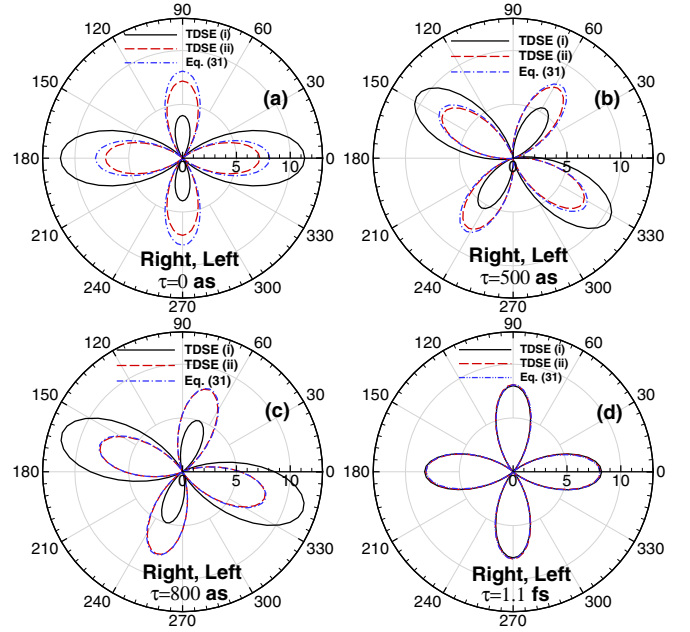 90
120 60
TDSE (i)
TDSE (ii)
Eq. (31)
150 (a) 30
180 0 5 10 0
210 330
Right, Left
τ=0 as
240 300
270
90
120 60
TDSE (i)
TDSE (ii)
Eq. (31)
150 (b) 30
180 0 5 10 0
210 330
Right, Left
τ=500 as
240 300
270
90
120 60
TDSE (i)
TDSE (ii)
Eq. (31)
150 (c) 30
180 0 5 10 0
210 330
Right, Left
τ=800 as
240 300
270
90
120 60
TDSE (i)
TDSE (ii)
Eq. (31)
150 (d) 30
180 0 5 10 0
210 330
Right, Left
τ=1.1 fs
240 300
270